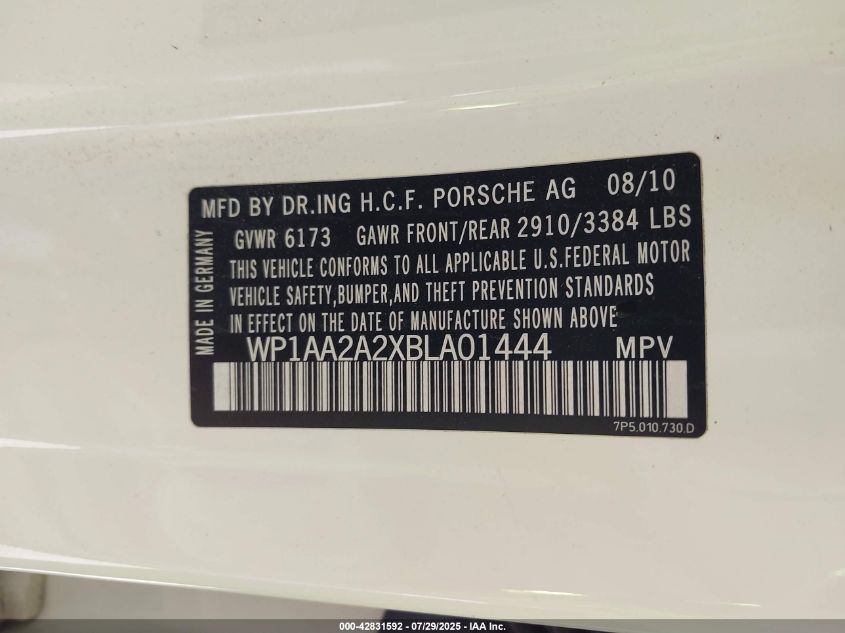 MFD BY DR.ING H.C.F. PORSCHE AG 08/10
GVWR 6173 GAWR FRONT/REAR 2910/3384 LBS
THIS VEHICLE CONFORMS TO ALL APPLICABLE U.S.FEDERAL MOTOR
VEHICLE SAFETY,BUMPER,AND THEFT PREVENTION STANDARDS
IN EFFECT ON THE DATE OF MANUFACTURE SHOWN ABOVE
MADE IN GERMANY
WP1AA2A2XBLA01444 MPV
7P5.010.730.D
000-42831592 - 07/29/2025 - IAA Inc.